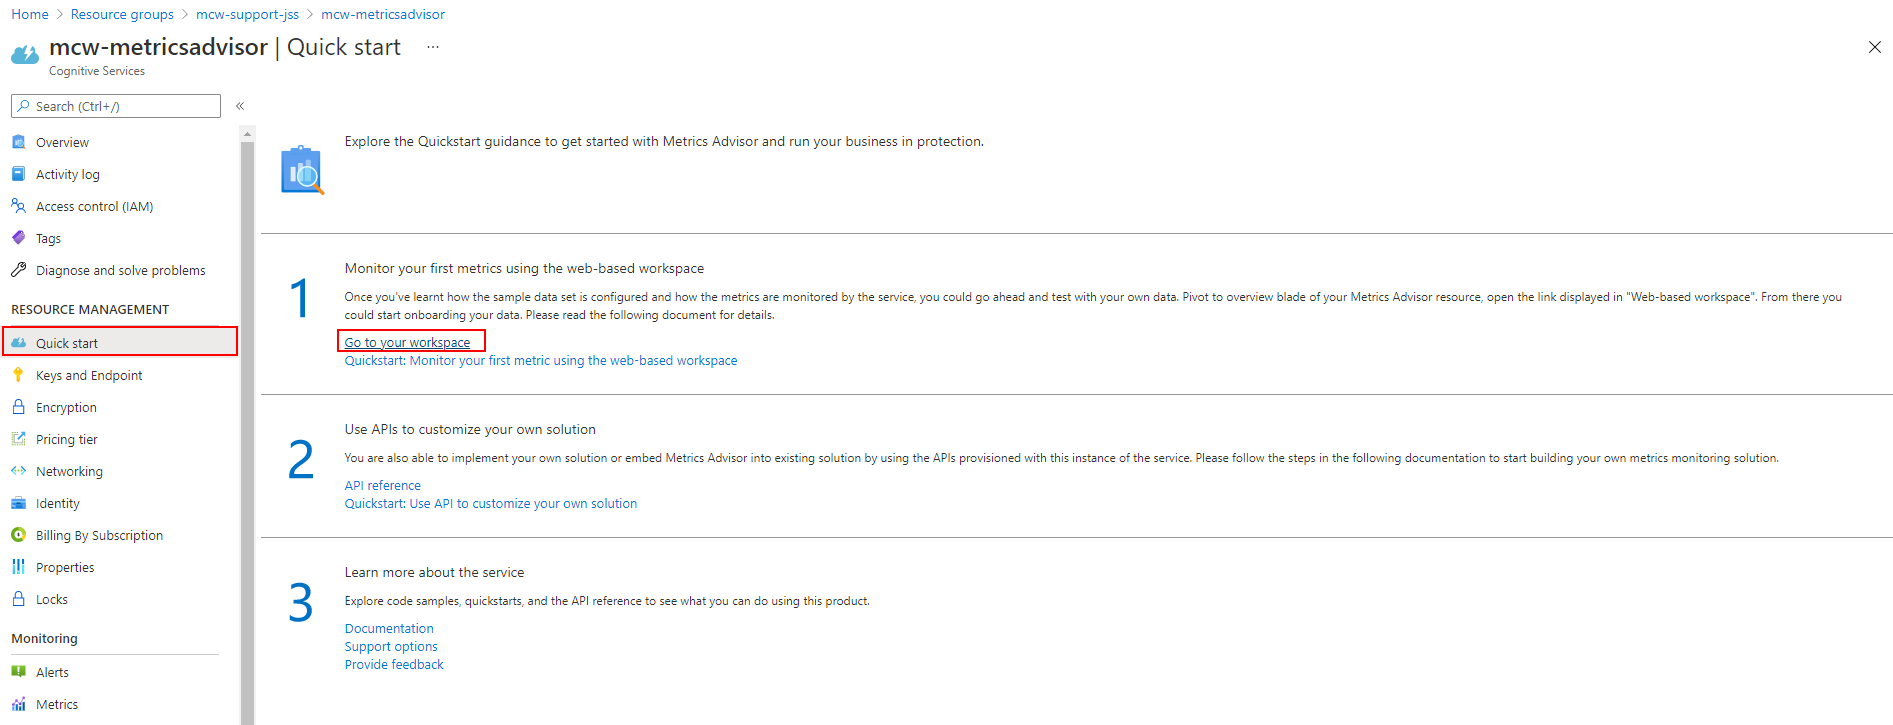 Home > Resource groups > mcw-support-jss > mcw-metricsadvisor
mcw-metricsadvisor | Quick start ...
Cognitive Services
Search (Ctrl+/) «
Overview
Activity log
Access control (IAM)
Tags
Diagnose and solve problems
RESOURCE MANAGEMENT
Quick start
Keys and Endpoint
Encryption
Pricing tier
Networking
Identity
Billing By Subscription
Properties
Locks
Monitoring
Alerts
Metrics
Explore the Quickstart guidance to get started with Metrics Advisor and run your business in protection.
1
Monitor your first metrics using the web-based workspace
Once you've learnt how the sample data set is configured and how the metrics are monitored by the service, you could go ahead and test with your own data. Pivot to overview blade of your Metrics Advisor resource, open the link displayed in "Web-based workspace". From there you
could start onboarding your data. Please read the following document for details.
Go to your workspace
Quickstart: Monitor your first metric using the web-based workspace
2
Use APIs to customize your own solution
You are also able to implement your own solution or embed Metrics Advisor into existing solution by using the APIs provisioned with this instance of the service. Please follow the steps in the following documentation to start building your own metrics monitoring solution.
API reference
Quickstart: Use API to customize your own solution
3
Learn more about the service
Explore code samples, quickstarts, and the API reference to see what you can do using this product.
Documentation
Support options
Provide feedback